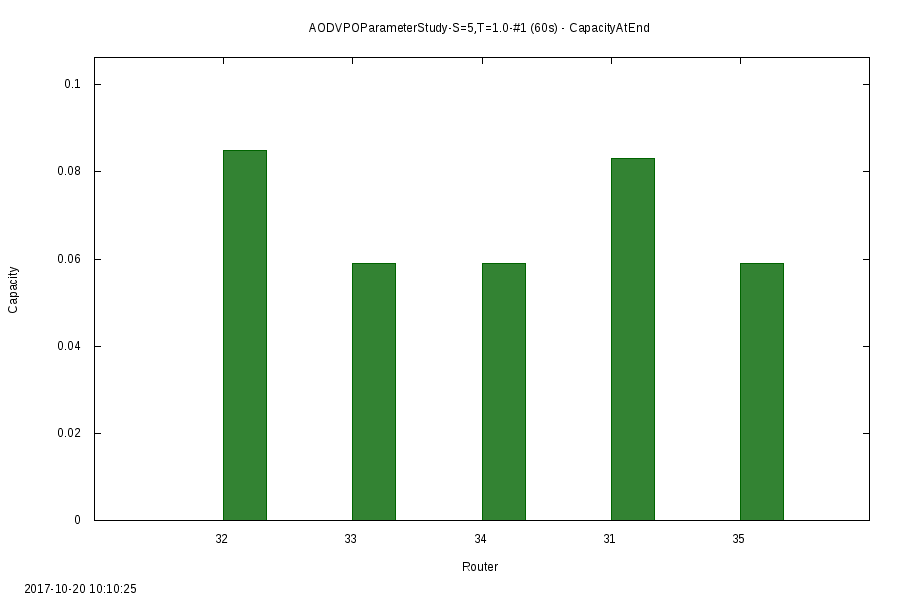 AODVPOParameterStudy-S=5,T=1.0-#1 (60s) - CapacityAtEnd
0.1
0.08
0.06
0.04
0.02
0
Capacity
32 33 34 31 35
Router
2017-10-20 10:10:25